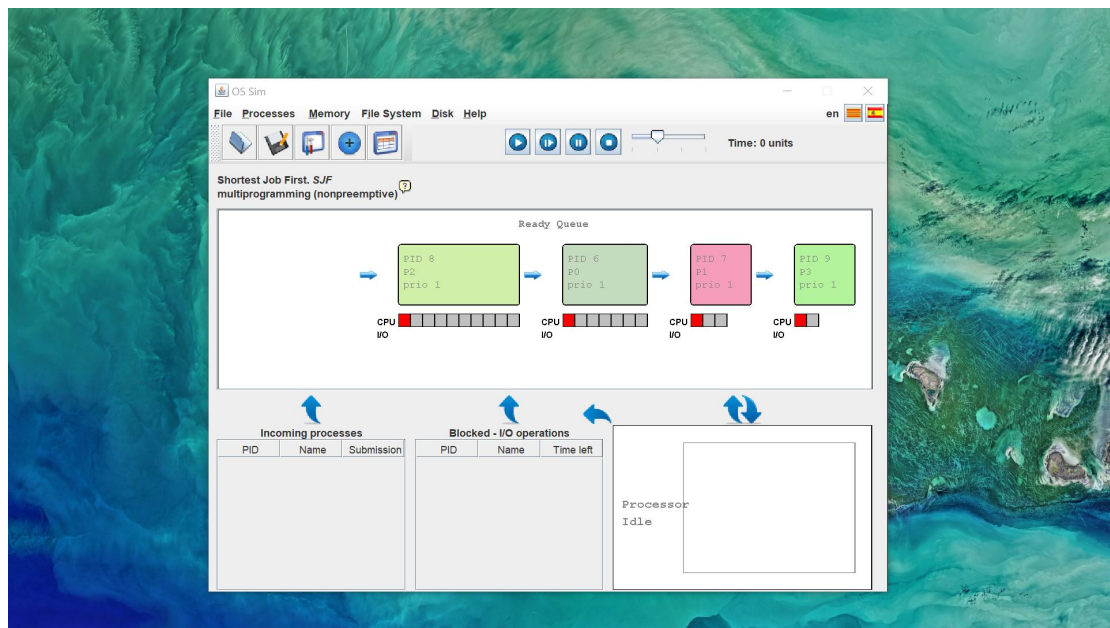 OS Sim
File Processes Memory File System Disk Help en
Time: 0 units
Shortest Job First. SJF
multiprogramming (nonpreemptive)
?
Ready Queue
PID 8
P2
prio 1
CPU
I/O
PID 6
P0
prio 1
CPU
I/O
PID 7
P1
prio 1
CPU
I/O
PID 9
P3
prio 1
CPU
I/O
Incoming processes
PID Name Submission
Blocked - I/O operations
PID Name Time left
Processor
Idle